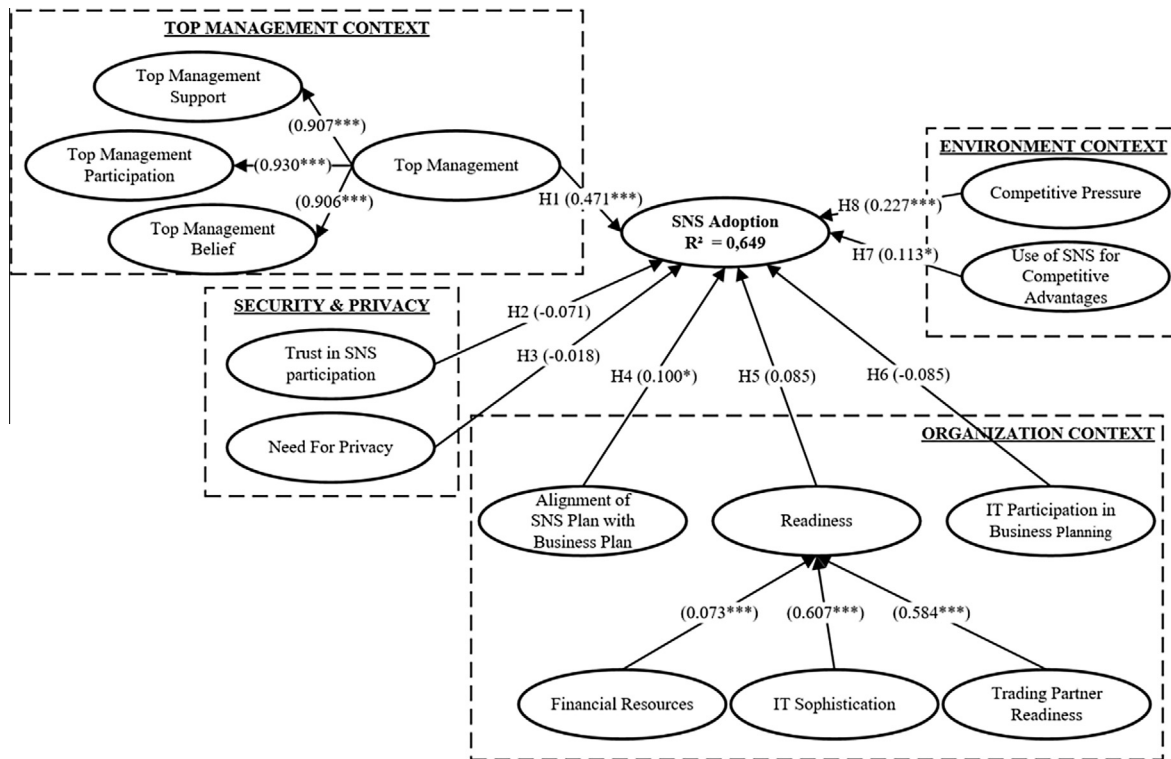 TOP MANAGEMENT CONTEXT
Top Management
Support
(0.907***)
Top Management
Participation
(0.930***)
Top Management
(0.906***)
Top Management
Belief
H1 (0.471***)
SNS Adoption
R² = 0,649
ENVIRONMENT CONTEXT
Competitive Pressure
H8 (0.227***)
H7 (0.113*)
Use of SNS for
Competitive
Advantages
SECURITY & PRIVACY
Trust in SNS
participation
Need For Privacy
H2 (-0.071)
H3 (-0.018)
H4 (0.100*)
H5 (0.085)
H6 (-0.085)
ORGANIZATION CONTEXT
Alignment of
SNS Plan with
Business Plan
Readiness
IT Participation in
Business Planning
(0.073***)
(0.607***)
(0.584***)
Financial Resources
IT Sophistication
Trading Partner
Readiness